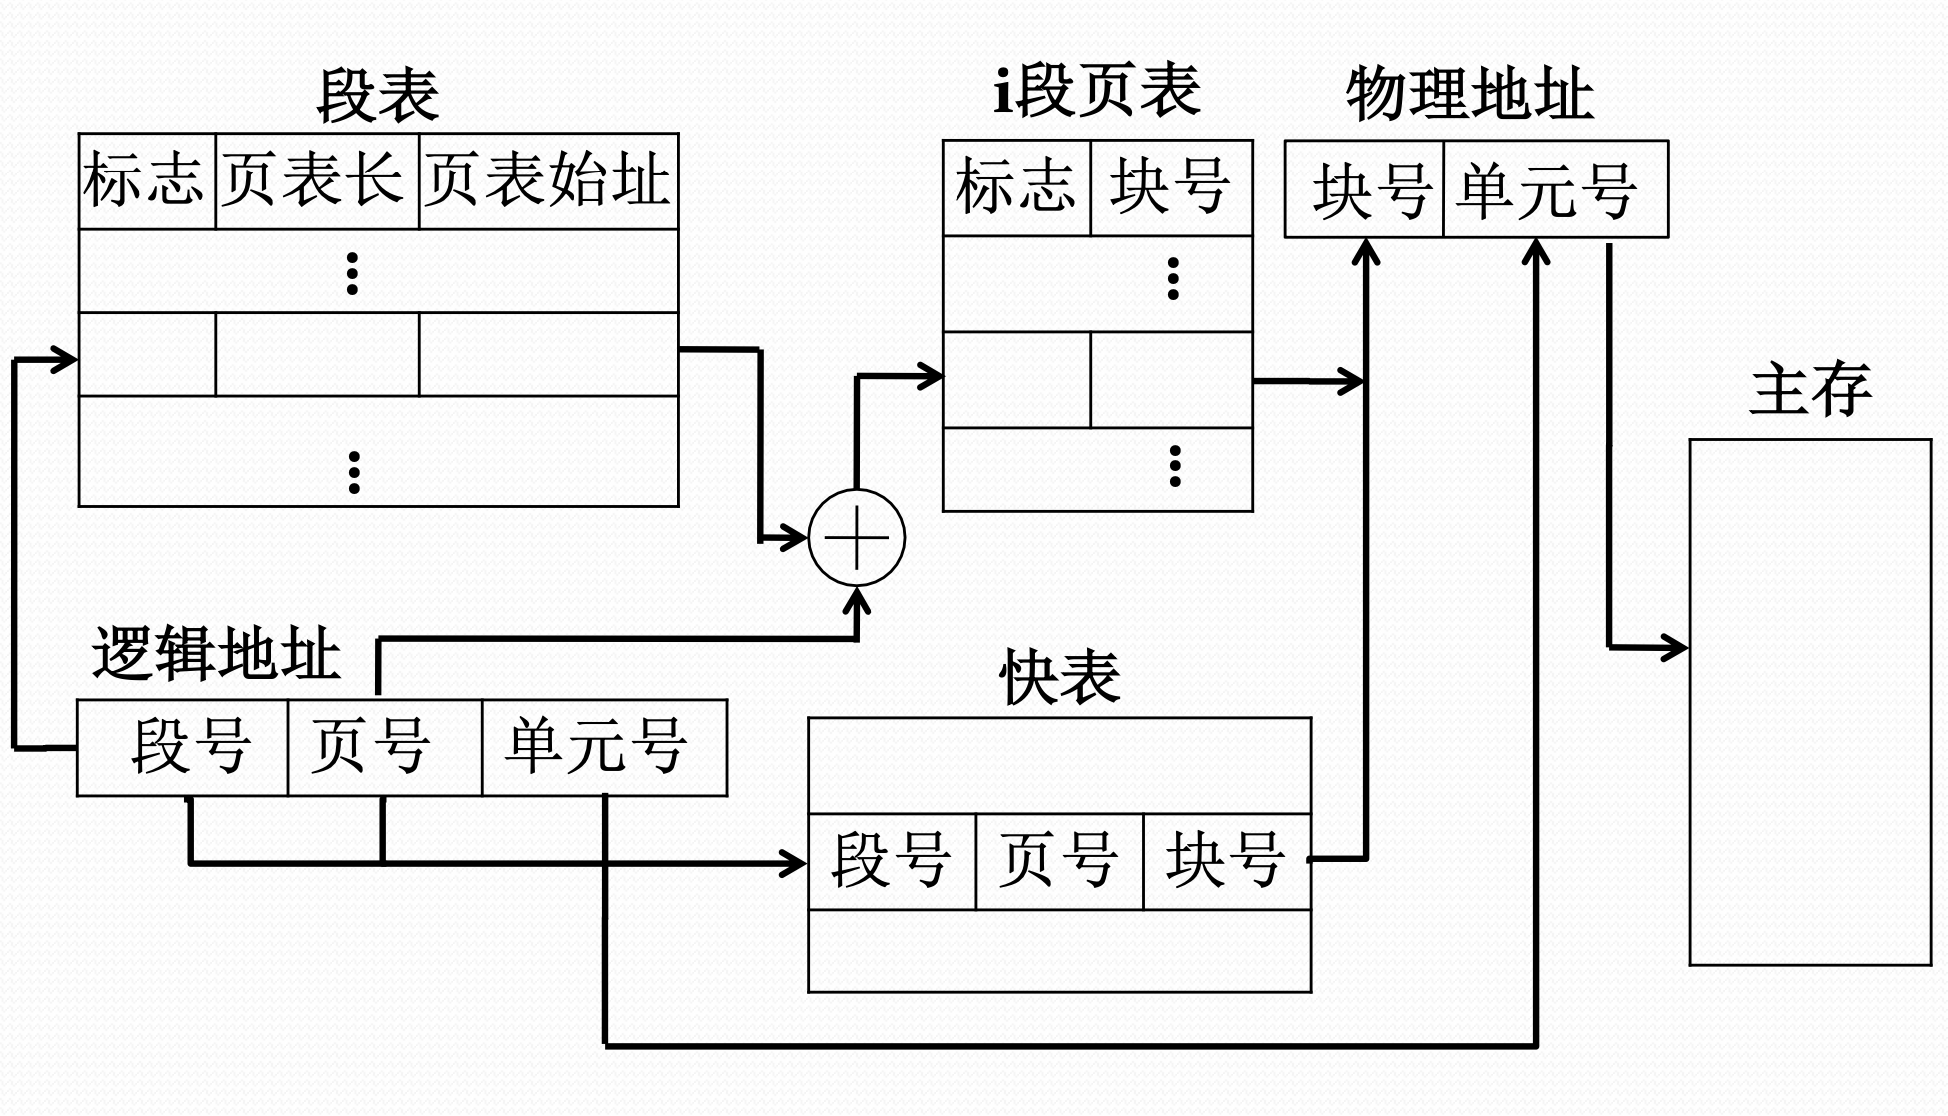 段表
标志 页表长 页表始址
i段页表
标志 块号
物理地址
块号 单元号
主存
逻辑地址
段号 页号 单元号
快表
段号 页号 块号